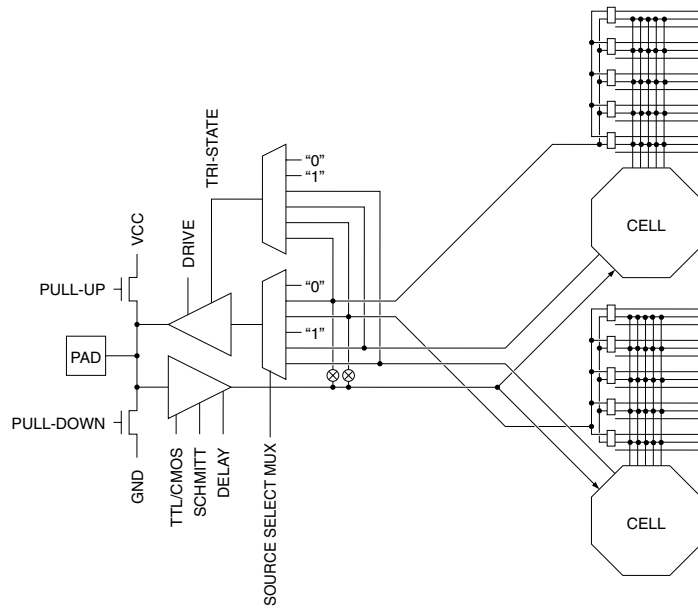 TRI-STATE
"0"
"1"
VCC
DRIVE
CELL
PULL-UP
"0"
"1"
PAD
PULL-DOWN
GND
TTL/CMOS
SCHMITT
DELAY
SOURCE SELECT MUX
CELL